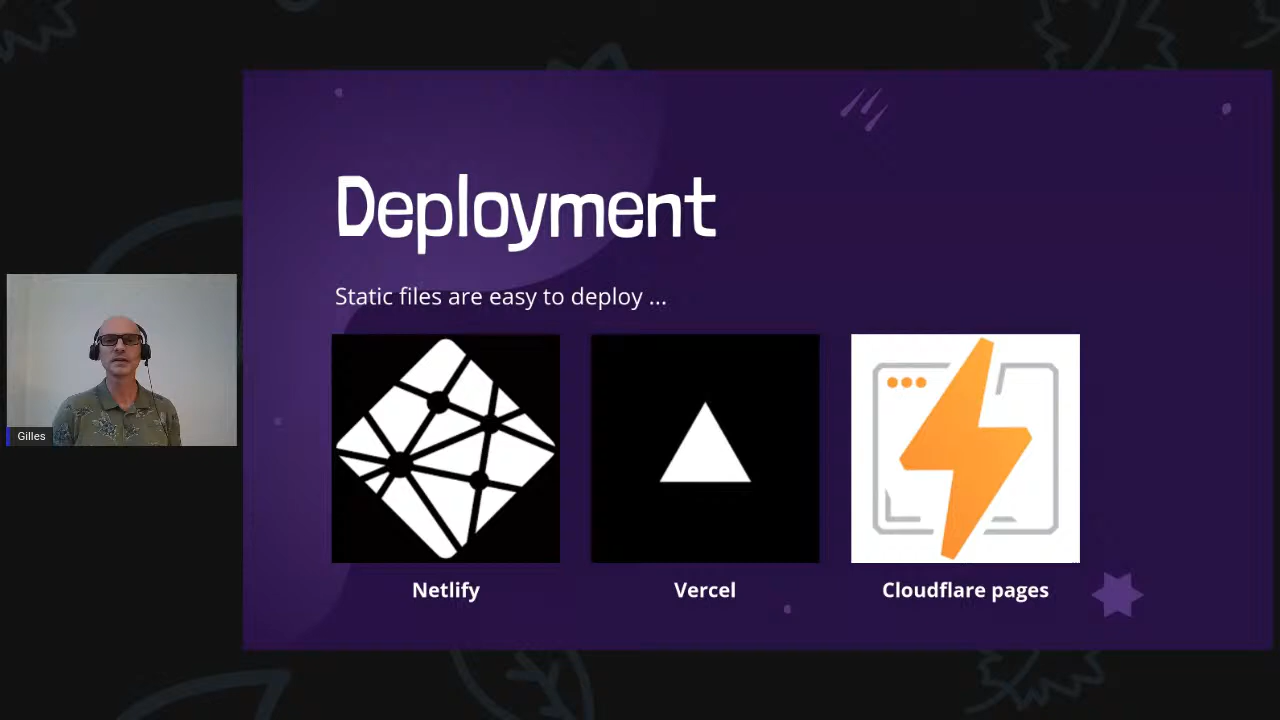 Deployment
Static files are easy to deploy ...
Netlify
Vercel
Cloudflare pages
Gilles